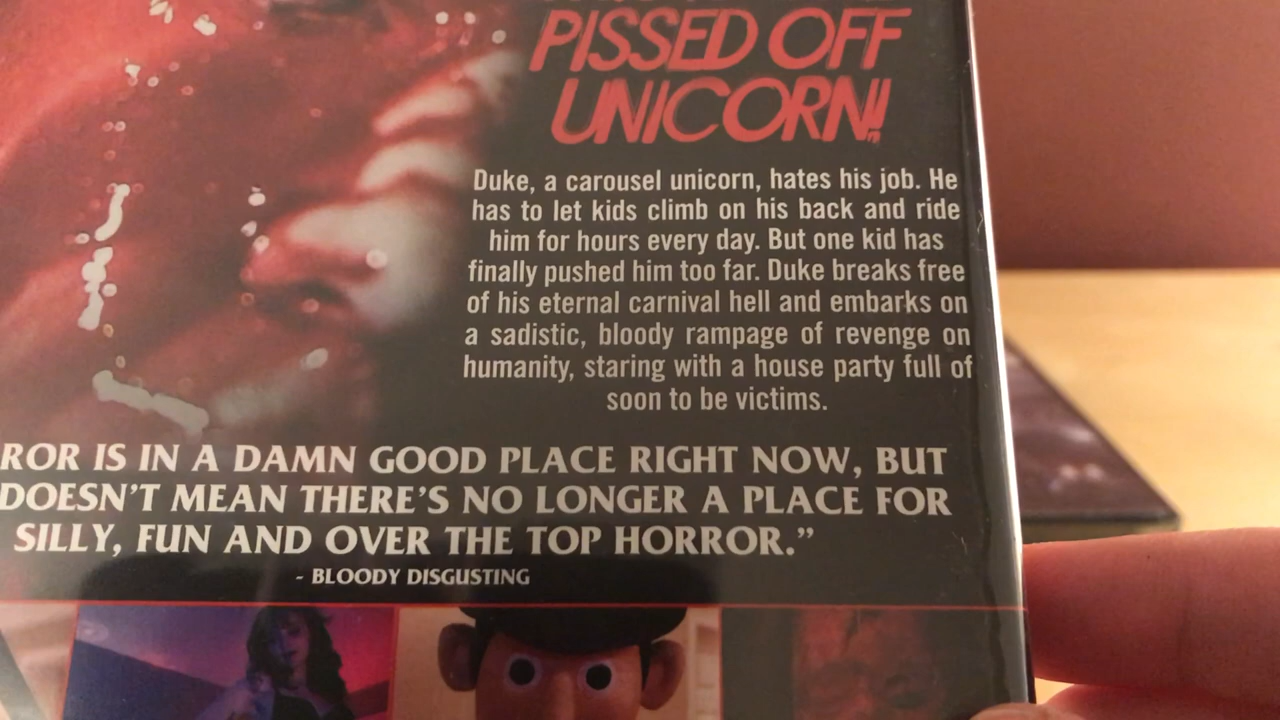 PISSED OFF
UNICORN!
Duke, a carousel unicorn, hates his job. He
has to let kids climb on his back and ride
him for hours every day. But one kid has
finally pushed him too far. Duke breaks free
of his eternal carnival hell and embarks on
a sadistic, bloody rampage of revenge on
humanity, staring with a house party full of
soon to be victims.
ROR IS IN A DAMN GOOD PLACE RIGHT NOW, BUT
DOESN'T MEAN THERE'S NO LONGER A PLACE FOR
SILLY, FUN AND OVER THE TOP HORROR.”
- BLOODY DISGUSTING